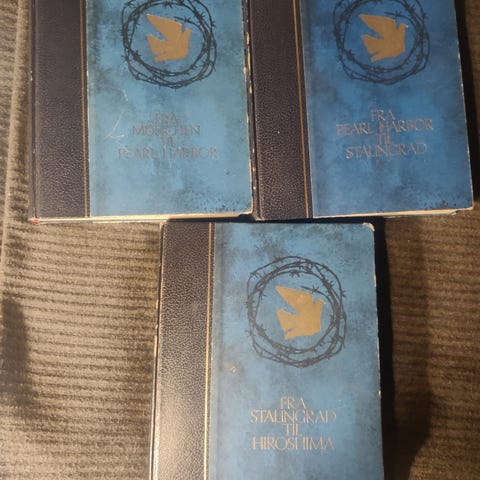 FRA
MÜNCHEN
TIL
PEARL HARBOR
FRA
PEARL HARBOR
TIL
STALINGRAD
FRA
STALINGRAD
TIL
HIROSHIMA